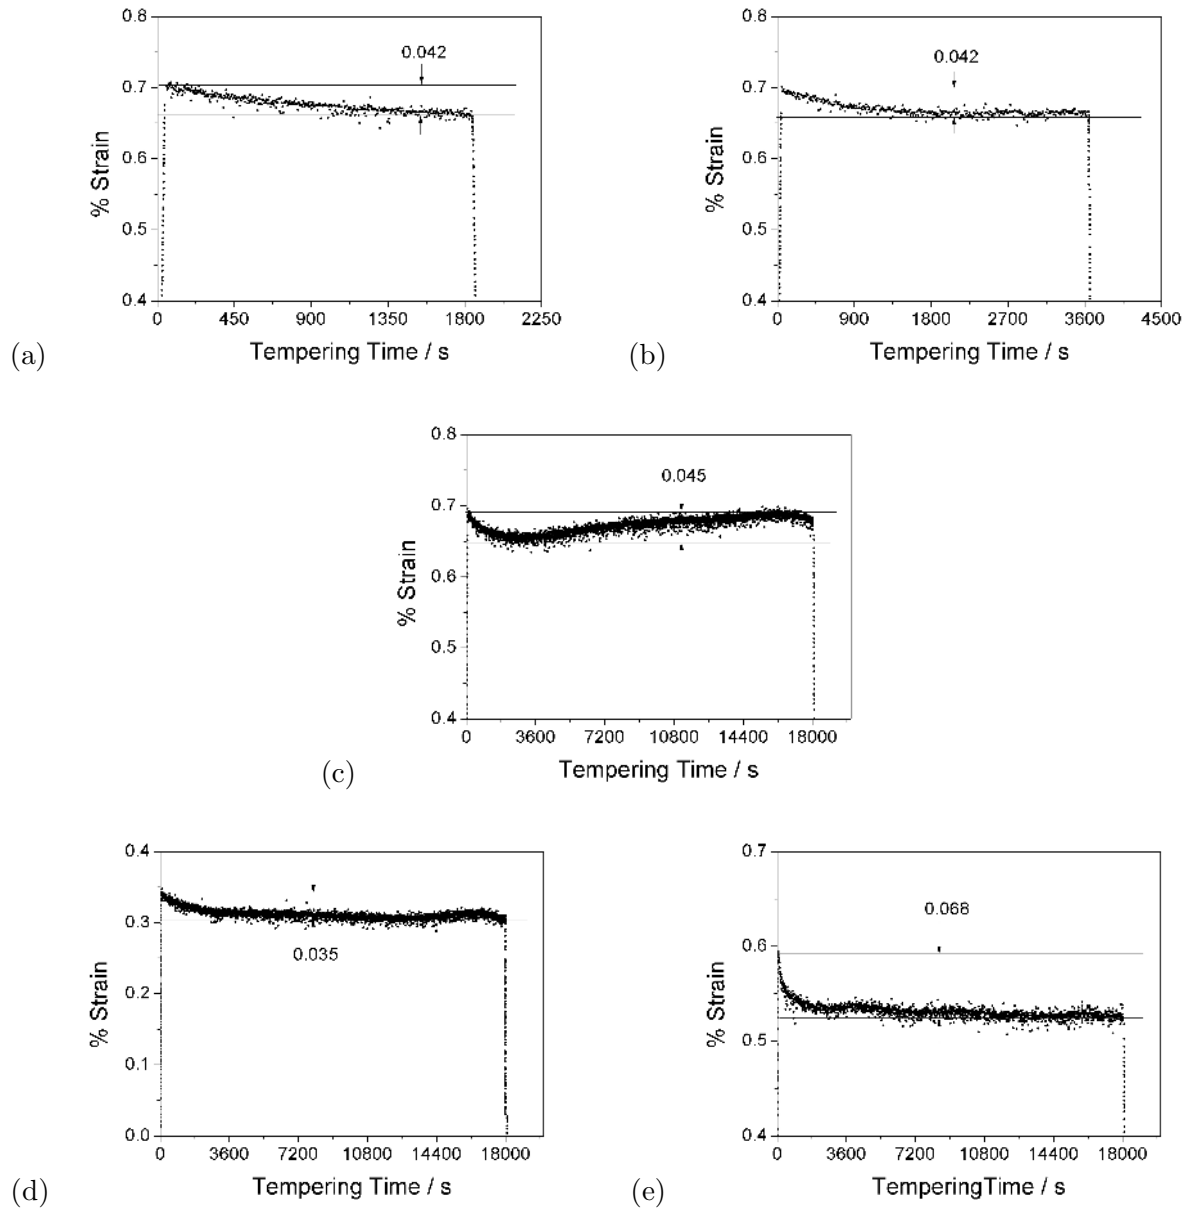 0.8
0.042
0.7
0.6
0.5
0.4
% Strain
0 450 900 1350 1800 2250
Tempering Time / s
(a)
0.8
0.042
0.7
0.6
0.5
0.4
% Strain
0 900 1800 2700 3600 4500
Tempering Time / s
(b)
0.8
0.045
0.7
0.6
0.5
0.4
% Strain
0 3600 7200 10800 14400 18000
Tempering Time / s
(c)
0.4
0.3
0.035
0.2
0.1
0.0
% Strain
0 3600 7200 10800 14400 18000
Tempering Time / s
(d)
0.7
0.068
0.6
0.5
0.4
% Strain
0 3600 7200 10800 14400 18000
TemperingTime / s
(e)